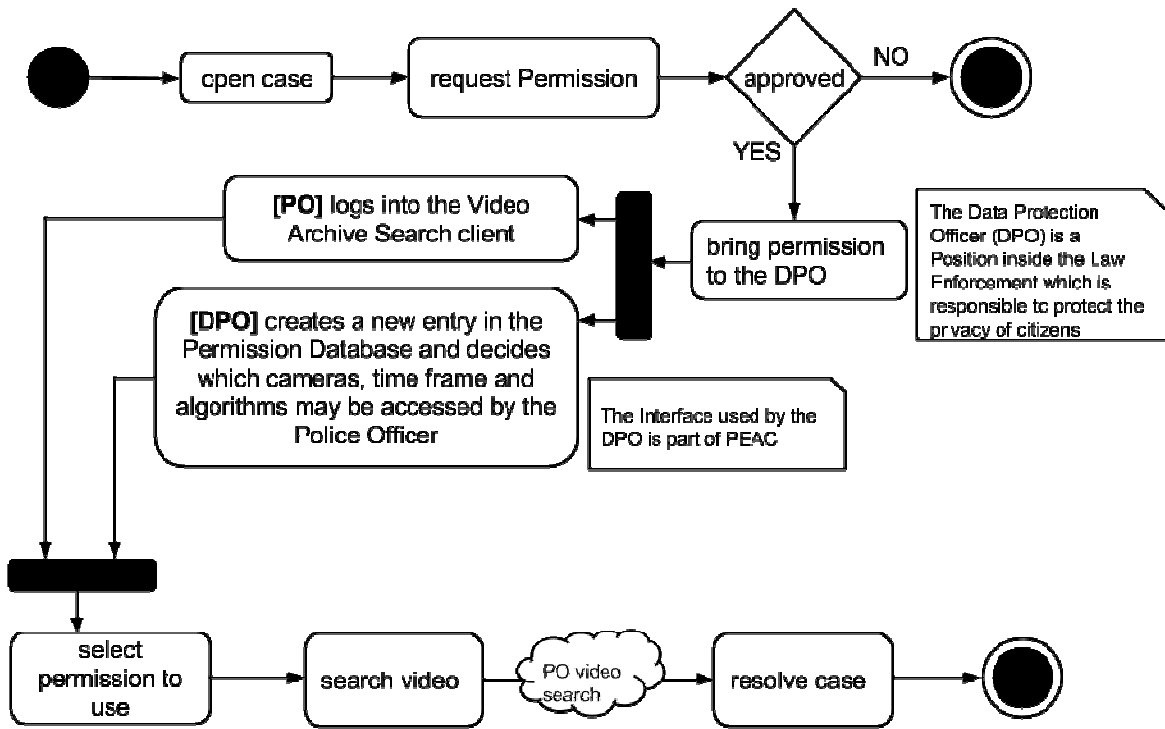 open case
request Permission
approved
NO
YES
[PO] logs into the Video
Archive Search client
bring permission
to the DPO
The Data Protection
Officer (DPO) is a
Position inside the Law
Enforcement which is
responsible to protect the
privacy of citizens
[DPO] creates a new entry in the
Permission Database and decides
which cameras, time frame and
algorithms may be accessed by the
Police Officer
The Interface used by the
DPO is part of PEAC
select
permission to
use
search video
PO video
search
resolve case